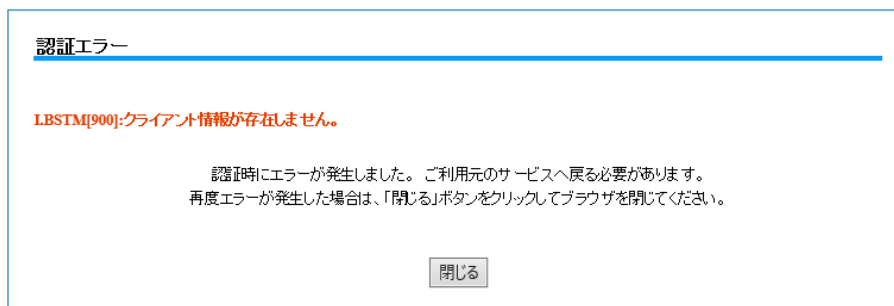 認証エラー
I.BSTM[900]:クライアント情報が存在しません。
認証時にエラーが発生しました。 ご利用元のサービスへ戻る必要があります。
再度エラーが発生した場合は、「閉じる」ボタンをクリックしてブラウザを閉じてください。
閉じる